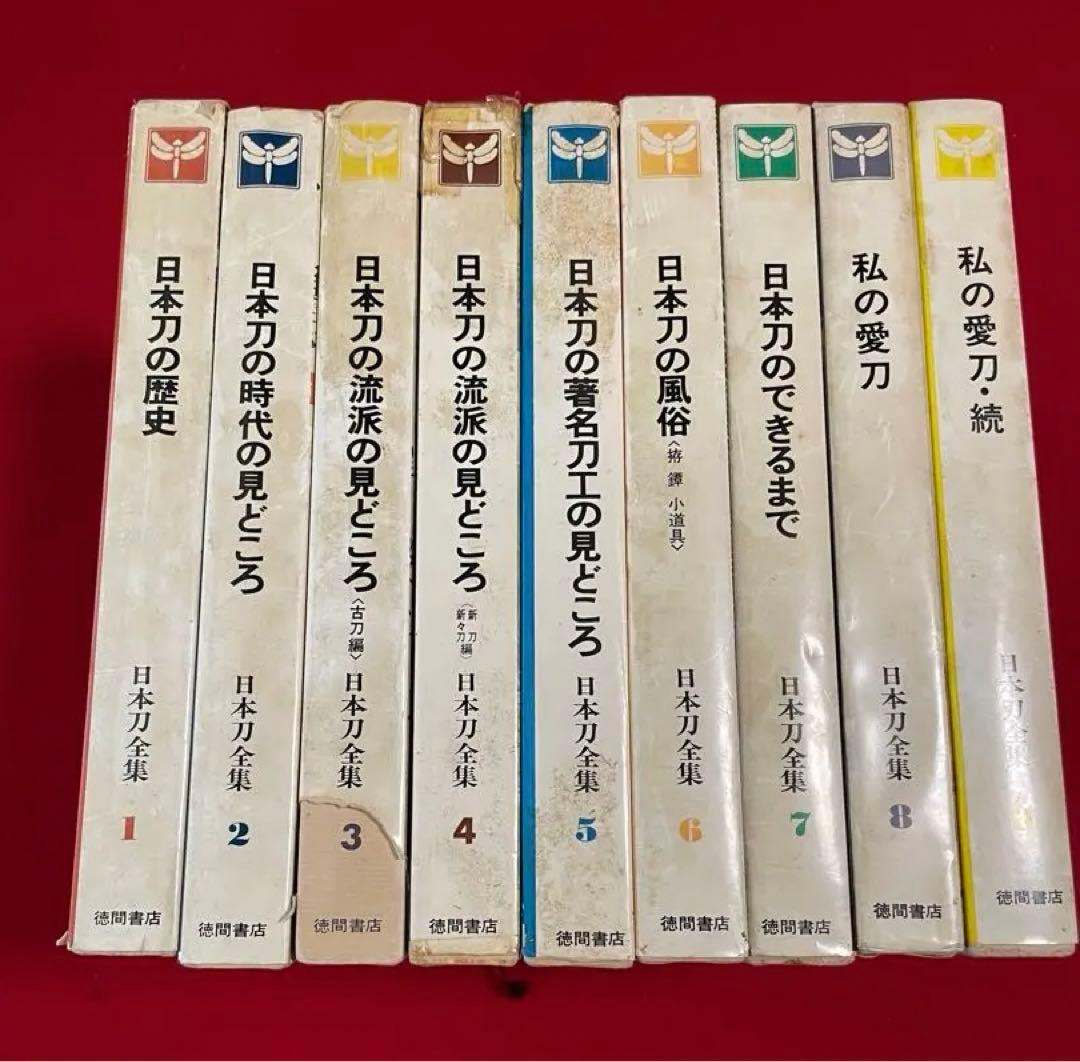 日本刀の歴史
日本刀全集
1
徳間書店
日本刀の時代の見どころ
日本刀全集
2
徳間書店
日本刀の流派の見どころ
〈古刀編〉
日本刀全集
3
徳間書店
日本刀の流派の見どころ
〈新刀
新々刀編〉
日本刀全集
4
徳間書店
日本刀の著名刀工の見どころ
日本刀全集
5
徳間書店
日本刀の風俗
〈拵 鐔 小道具〉
日本刀全集
6
徳間書店
日本刀のできるまで
日本刀全集
7
徳間書店
私の愛刀
日本刀全集
8
徳間書店
私の愛刀・続
日本刀全集
9
徳間書店